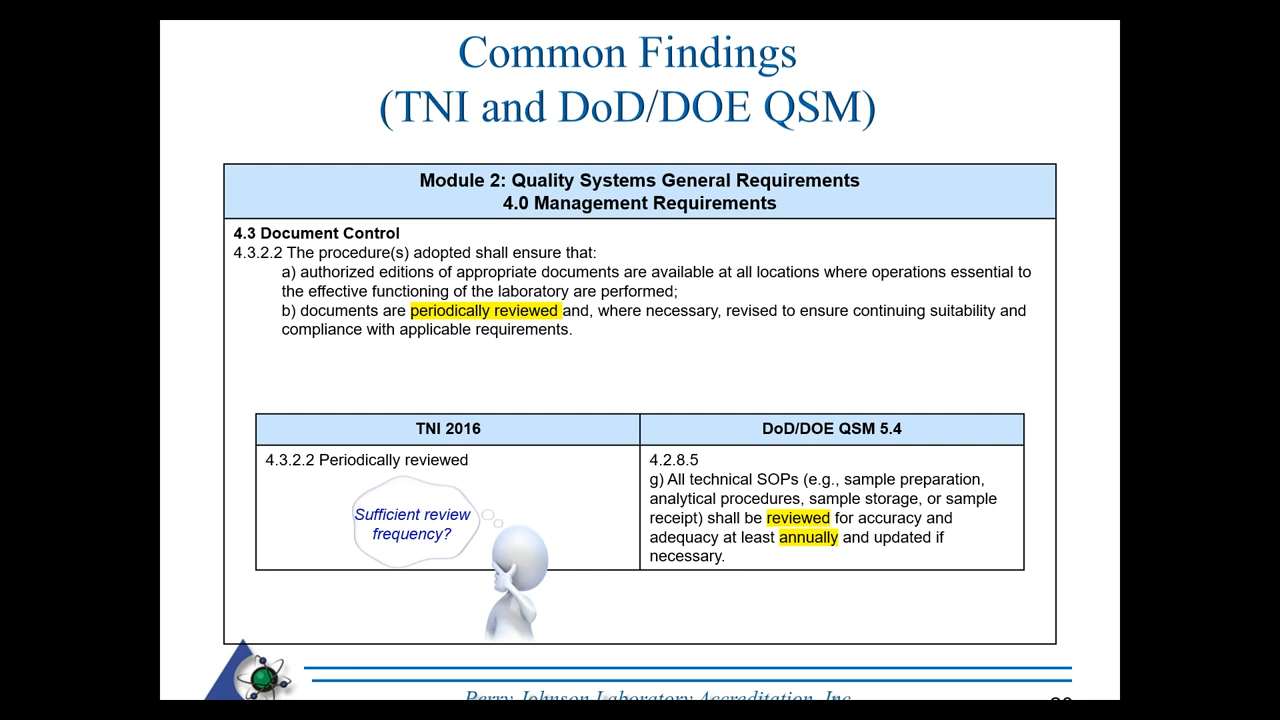 Common Findings
(TNI and DoD/DOE QSM)
Module 2: Quality Systems General Requirements
4.0 Management Requirements
4.3 Document Control
4.3.2.2 The procedure(s) adopted shall ensure that:
a) authorized editions of appropriate documents are available at all locations where operations essential to
the effective functioning of the laboratory are performed;
b) documents are periodically reviewed and, where necessary, revised to ensure continuing suitability and
compliance with applicable requirements.
TNI 2016
DoD/DOE QSM 5.4
4.3.2.2 Periodically reviewed
Sufficient review
frequency?
4.2.8.5
g) All technical SOPs (e.g., sample preparation,
analytical procedures, sample storage, or sample
receipt) shall be reviewed for accuracy and
adequacy at least annually and updated if
necessary.
Perry Johnson Laboratory Accreditation, Inc.